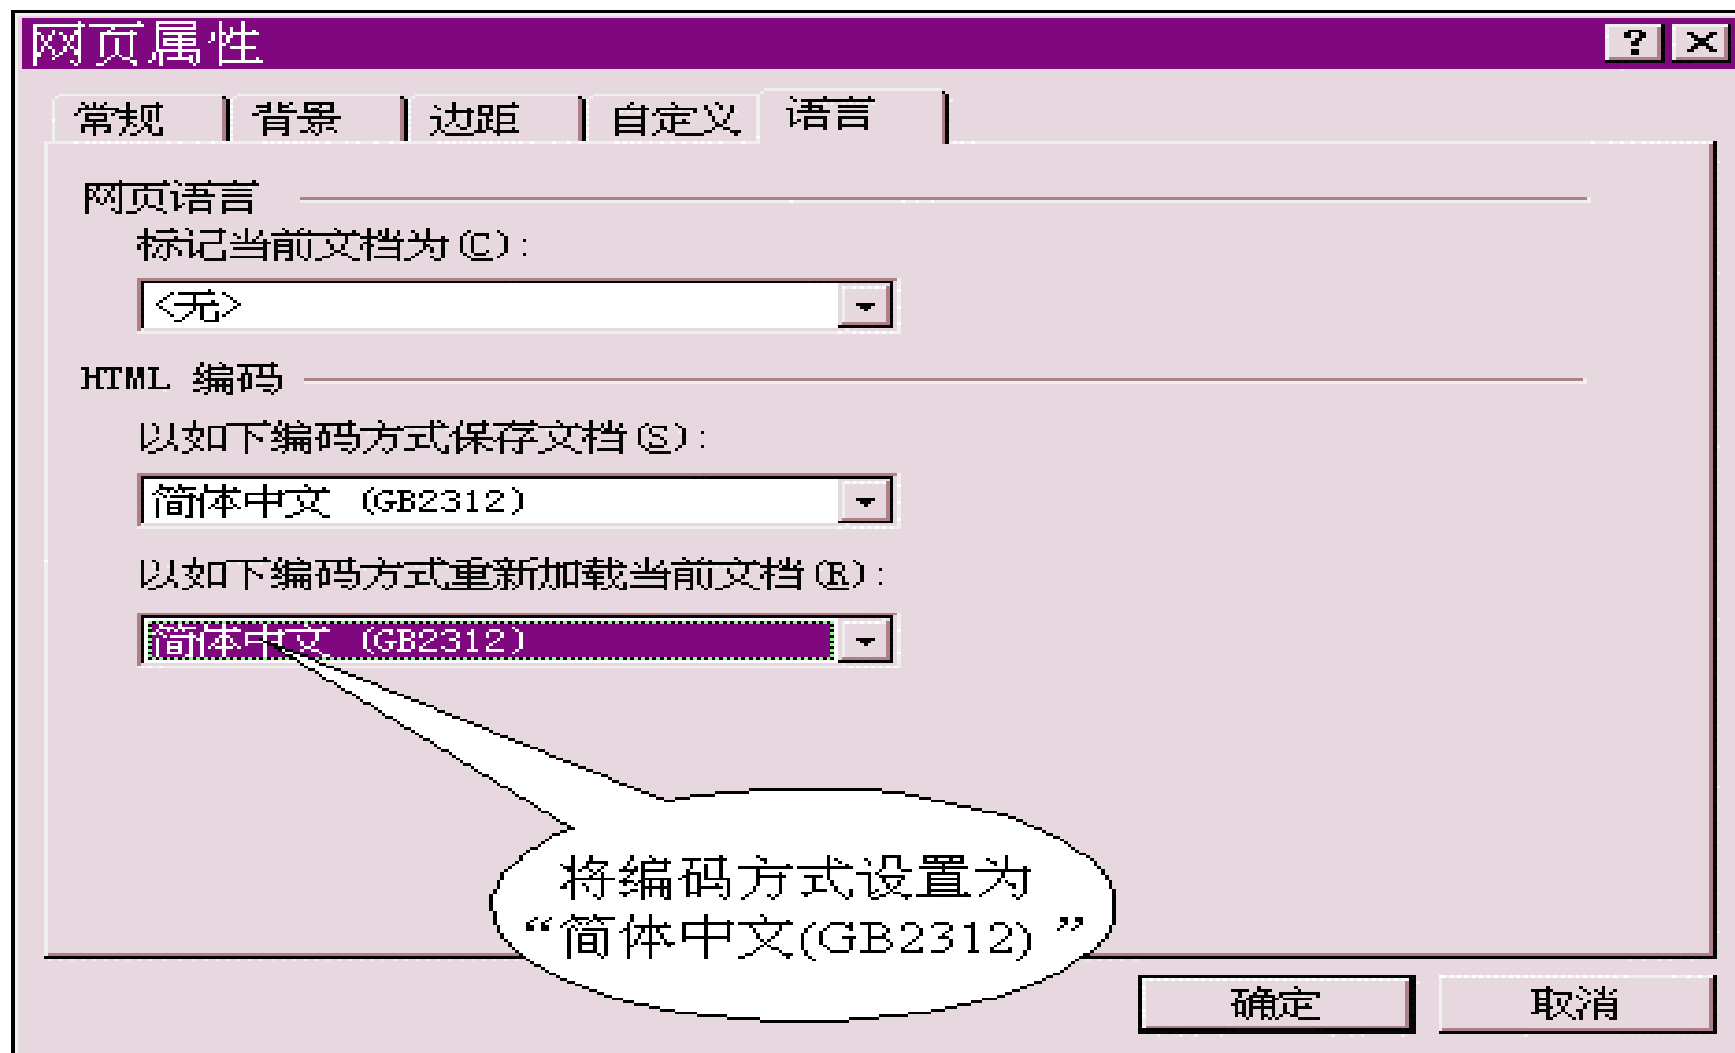 网页属性
常规 背景 边距 自定义 语言
网页语言
标记当前文档为(C):
<无>
HTML 编码
以如下编码方式保存文档(S):
简体中文 (GB2312)
以如下编码方式重新加载当前文档(R):
简体中文 (GB2312)
将编码方式设置为
“简体中文(GB2312)”
确定 取消